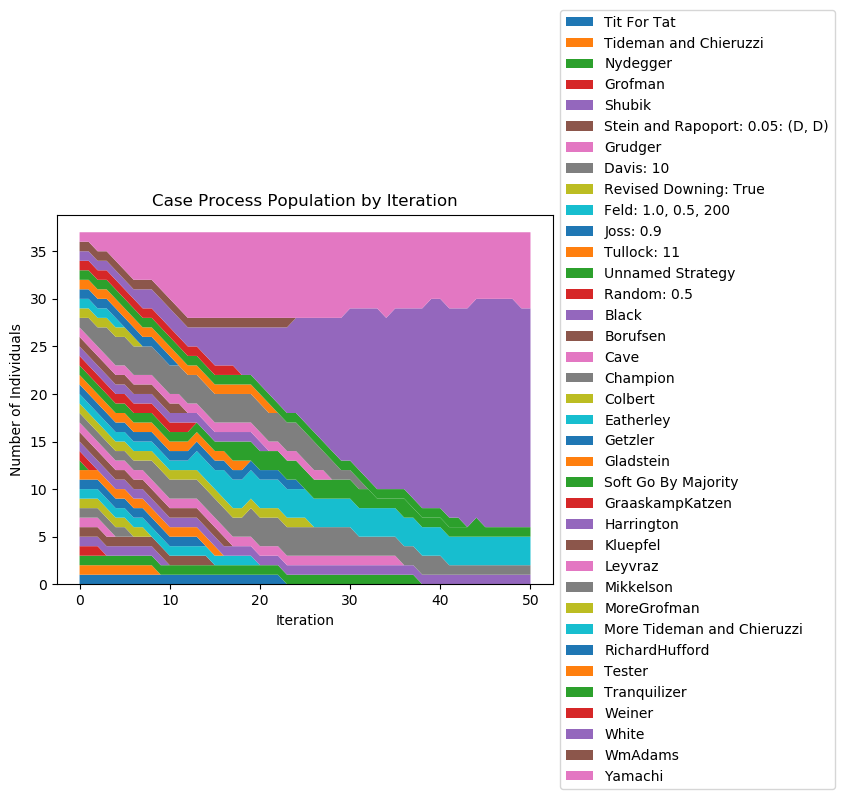 Case Process Population by Iteration
Number of Individuals
35
30
25
20
15
10
5
0
0 10 20 30 40 50
Iteration
Tit For Tat
Tideman and Chieruzzi
Nydegger
Grofman
Shubik
Stein and Rapoport: 0.05: (D, D)
Grudger
Davis: 10
Revised Downing: True
Feld: 1.0, 0.5, 200
Joss: 0.9
Tullock: 11
Unnamed Strategy
Random: 0.5
Black
Borufsen
Cave
Champion
Colbert
Eatherley
Getzler
Gladstein
Soft Go By Majority
GraaskampKatzen
Harrington
Kluepfel
Leyvraz
Mikkelson
MoreGrofman
More Tideman and Chieruzzi
RichardHufford
Tester
Tranquilizer
Weiner
White
WmAdams
Yamachi